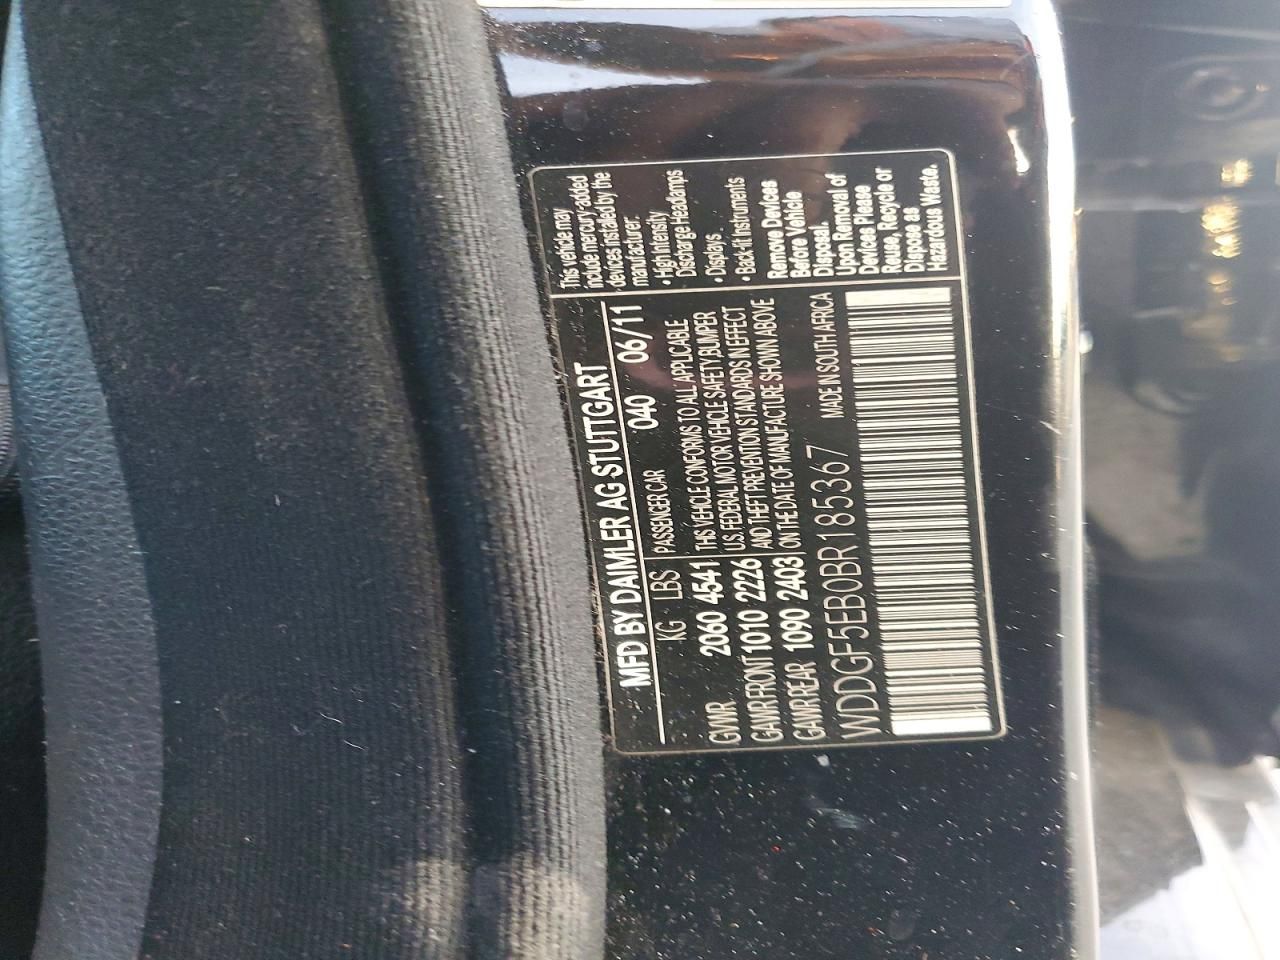 MFD BY DAIMLER AG STUTTGART
KG LBS PASSENGER CAR 040 06/11
GVWR 2060 4541
GAWR FRONT 1010 2226
GAWR REAR 1090 2403
THIS VEHICLE CONFORMS TO ALL APPLICABLE
U.S. FEDERAL MOTOR VEHICLE SAFETY, BUMPER
AND THEFT PREVENTION STANDARDS IN EFFECT
ON THE DATE OF MANUFACTURE SHOWN ABOVE
WDDGF5EB0BR185367 MADE IN SOUTH AFRICA
This vehicle may
include mercury-added
devices installed by the
manufacturer:
• High Intensity
Discharge Headlamps
• Displays
• Back-lit Instruments
Remove Devices
Before Vehicle
Disposal.
Upon Removal of
Devices Please
Reuse, Recycle or
Dispose as
Hazardous Waste.